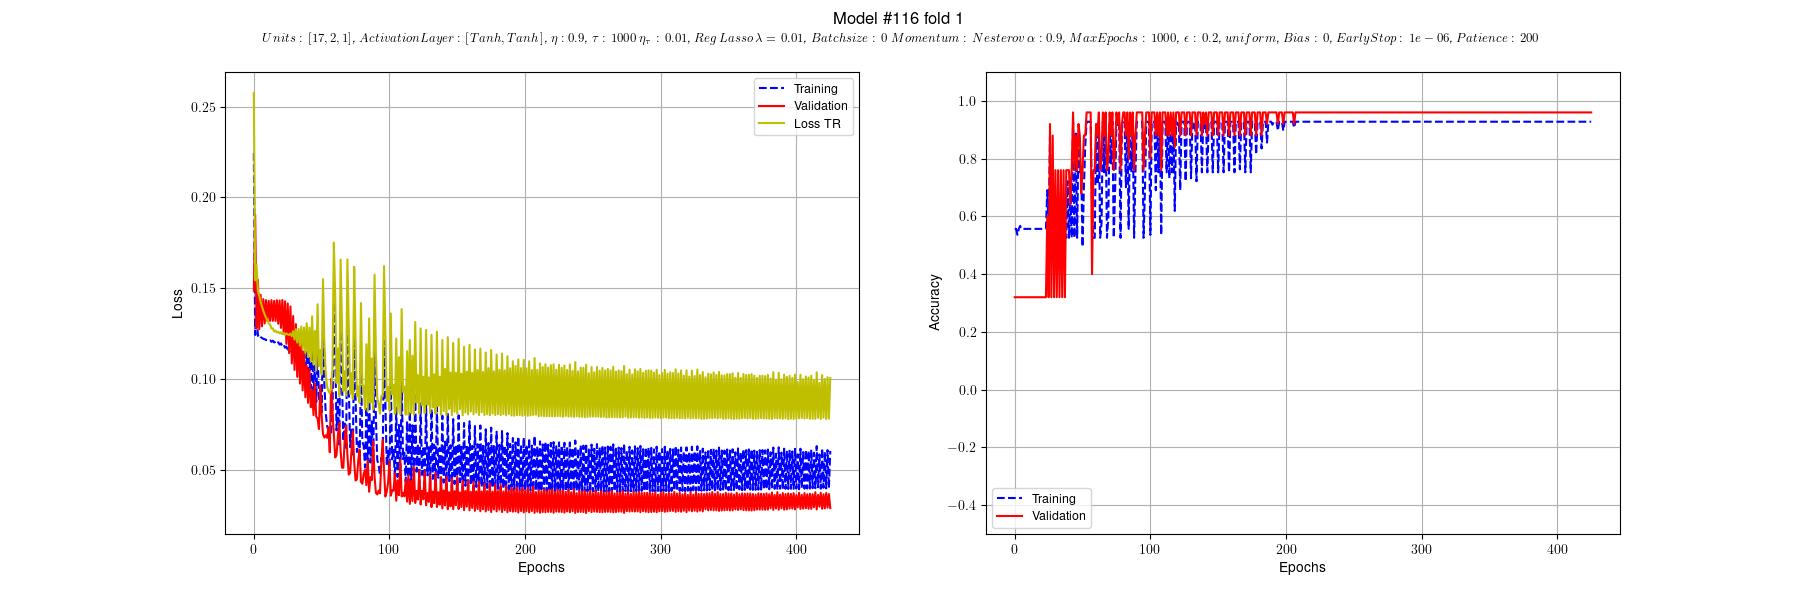 Model #116 fold 1
Units : [17, 2, 1], ActivationLayer : [Tanh, Tanh], η : 0.9, τ : 1000 η_τ : 0.01, Reg Lasso λ = 0.01, Batchsize : 0 Momentum : Nesterov α : 0.9, MaxEpochs : 1000, ϵ : 0.2, uniform, Bias : 0, EarlyStop : 1e − 06, Patience : 200
Loss
0.25
0.20
0.15
0.10
0.05
Training
Validation
Loss TR
0 100 200 300 400
Epochs
Accuracy
1.0
0.8
0.6
0.4
0.2
0.0
−0.2
−0.4
Training
Validation
0 100 200 300 400
Epochs